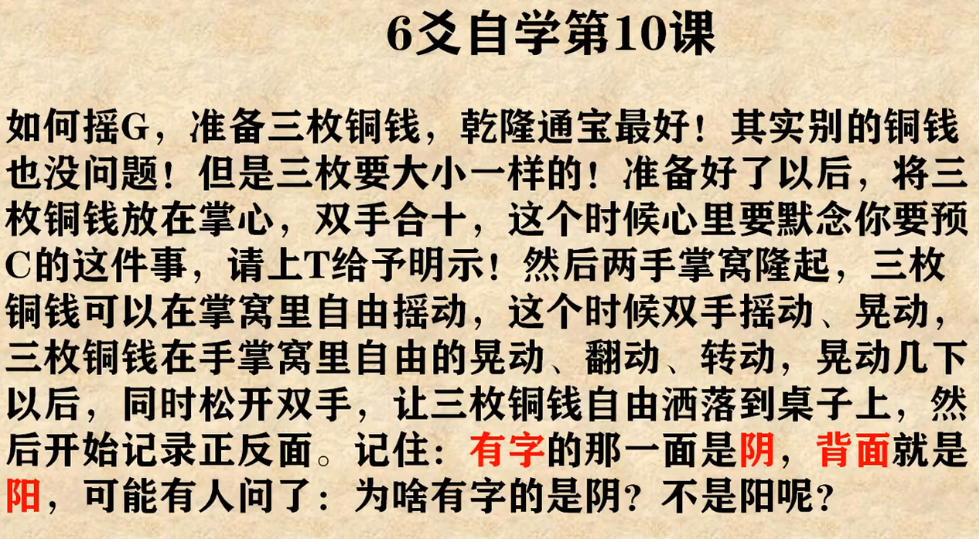 6爻自学第10课
如何摇G，准备三枚铜钱，乾隆通宝最好！其实别的铜钱
也没问题！但是三枚要大小一样的！准备好了以后，将三
枚铜钱放在掌心，双手合十，这个时候心里要默念你要预
C的这件事，请上T给予明示！然后两手掌窝隆起，三枚
铜钱可以在掌窝里自由摇动，这个时候双手摇动、晃动，
三枚铜钱在手掌窝里自由的晃动、翻动、转动，晃动几下
以后，同时松开双手，让三枚铜钱自由洒落到桌子上，然
后开始记录正反面。记住：有字的那一面是阴，背面就是
阳，可能有人问了：为啥有字的是阴？不是阳呢？